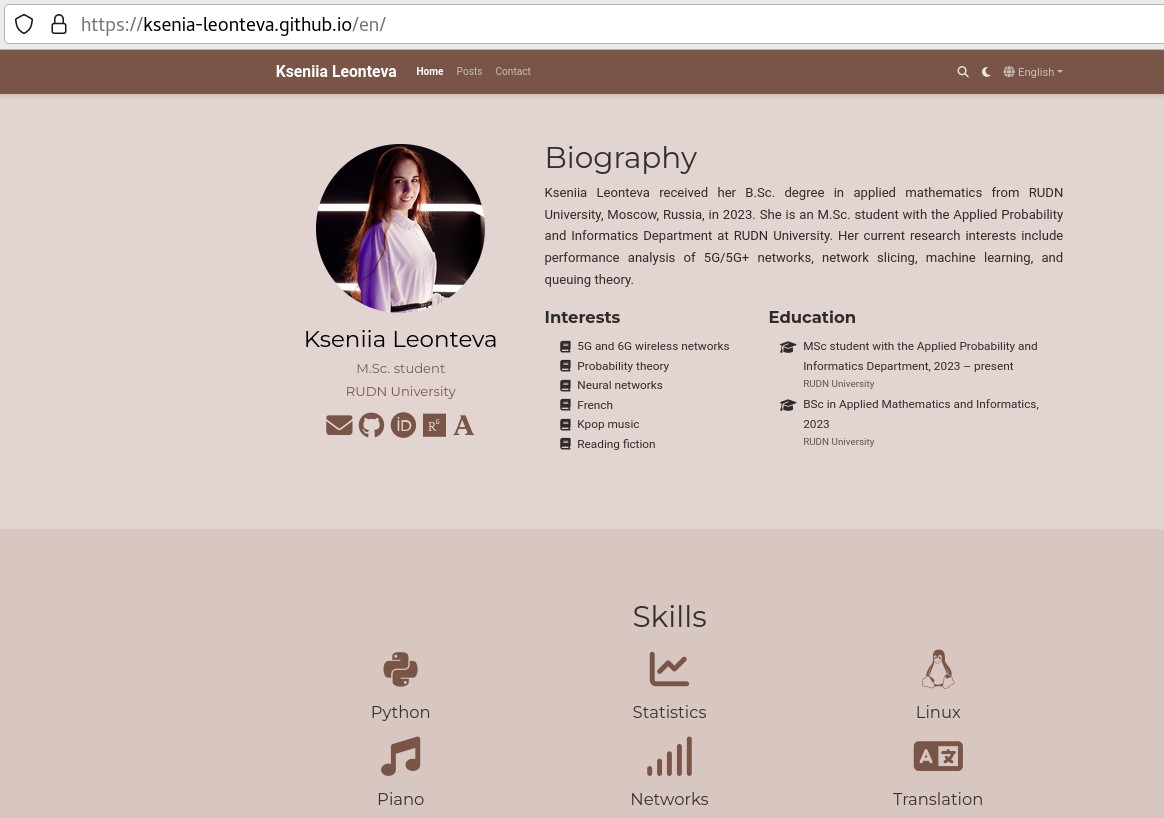 https://ksenia-leonteva.github.io/en/
Kseniia Leonteva Home Posts Contact English
Biography
Kseniia Leonteva received her B.Sc. degree in applied mathematics from RUDN
University, Moscow, Russia, in 2023. She is an M.Sc. student with the Applied Probability
and Informatics Department at RUDN University. Her current research interests include
performance analysis of 5G/5G+ networks, network slicing, machine learning, and
queuing theory.
Kseniia Leonteva
M.Sc. student
RUDN University
iD
RG
A
Interests
5G and 6G wireless networks
Probability theory
Neural networks
French
Kpop music
Reading fiction
Education
MSc student with the Applied Probability and
Informatics Department, 2023 – present
RUDN University
BSc in Applied Mathematics and Informatics,
2023
RUDN University
Skills
Python Statistics Linux
A 文
Piano Networks Translation